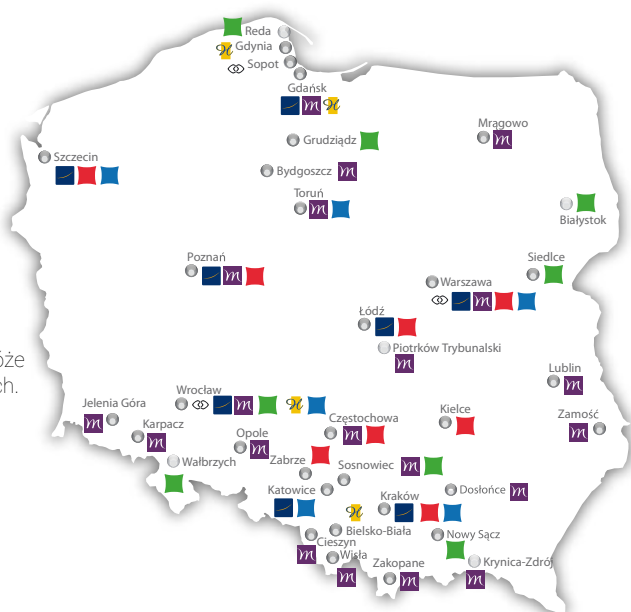 Reda
Gdynia
Sopot
Gdańsk
Mrągowo
Grudziądz
Szczecin
Bydgoszcz
Toruń
Białystok
Poznań
Siedlce
Warszawa
Łódź
óże
Piotrków Trybunalski
ch.
Lublin
Wrocław
Jelenia Góra
Karpacz
Częstochowa
Kielce
Zamość
Opole
Wałbrzych
Zabrze
Sosnowiec
Katowice
Kraków
Dosłońce
Bielsko-Biała
Nowy Sącz
Cieszyn
Wisła
Zakopane
Krynica-Zdrój